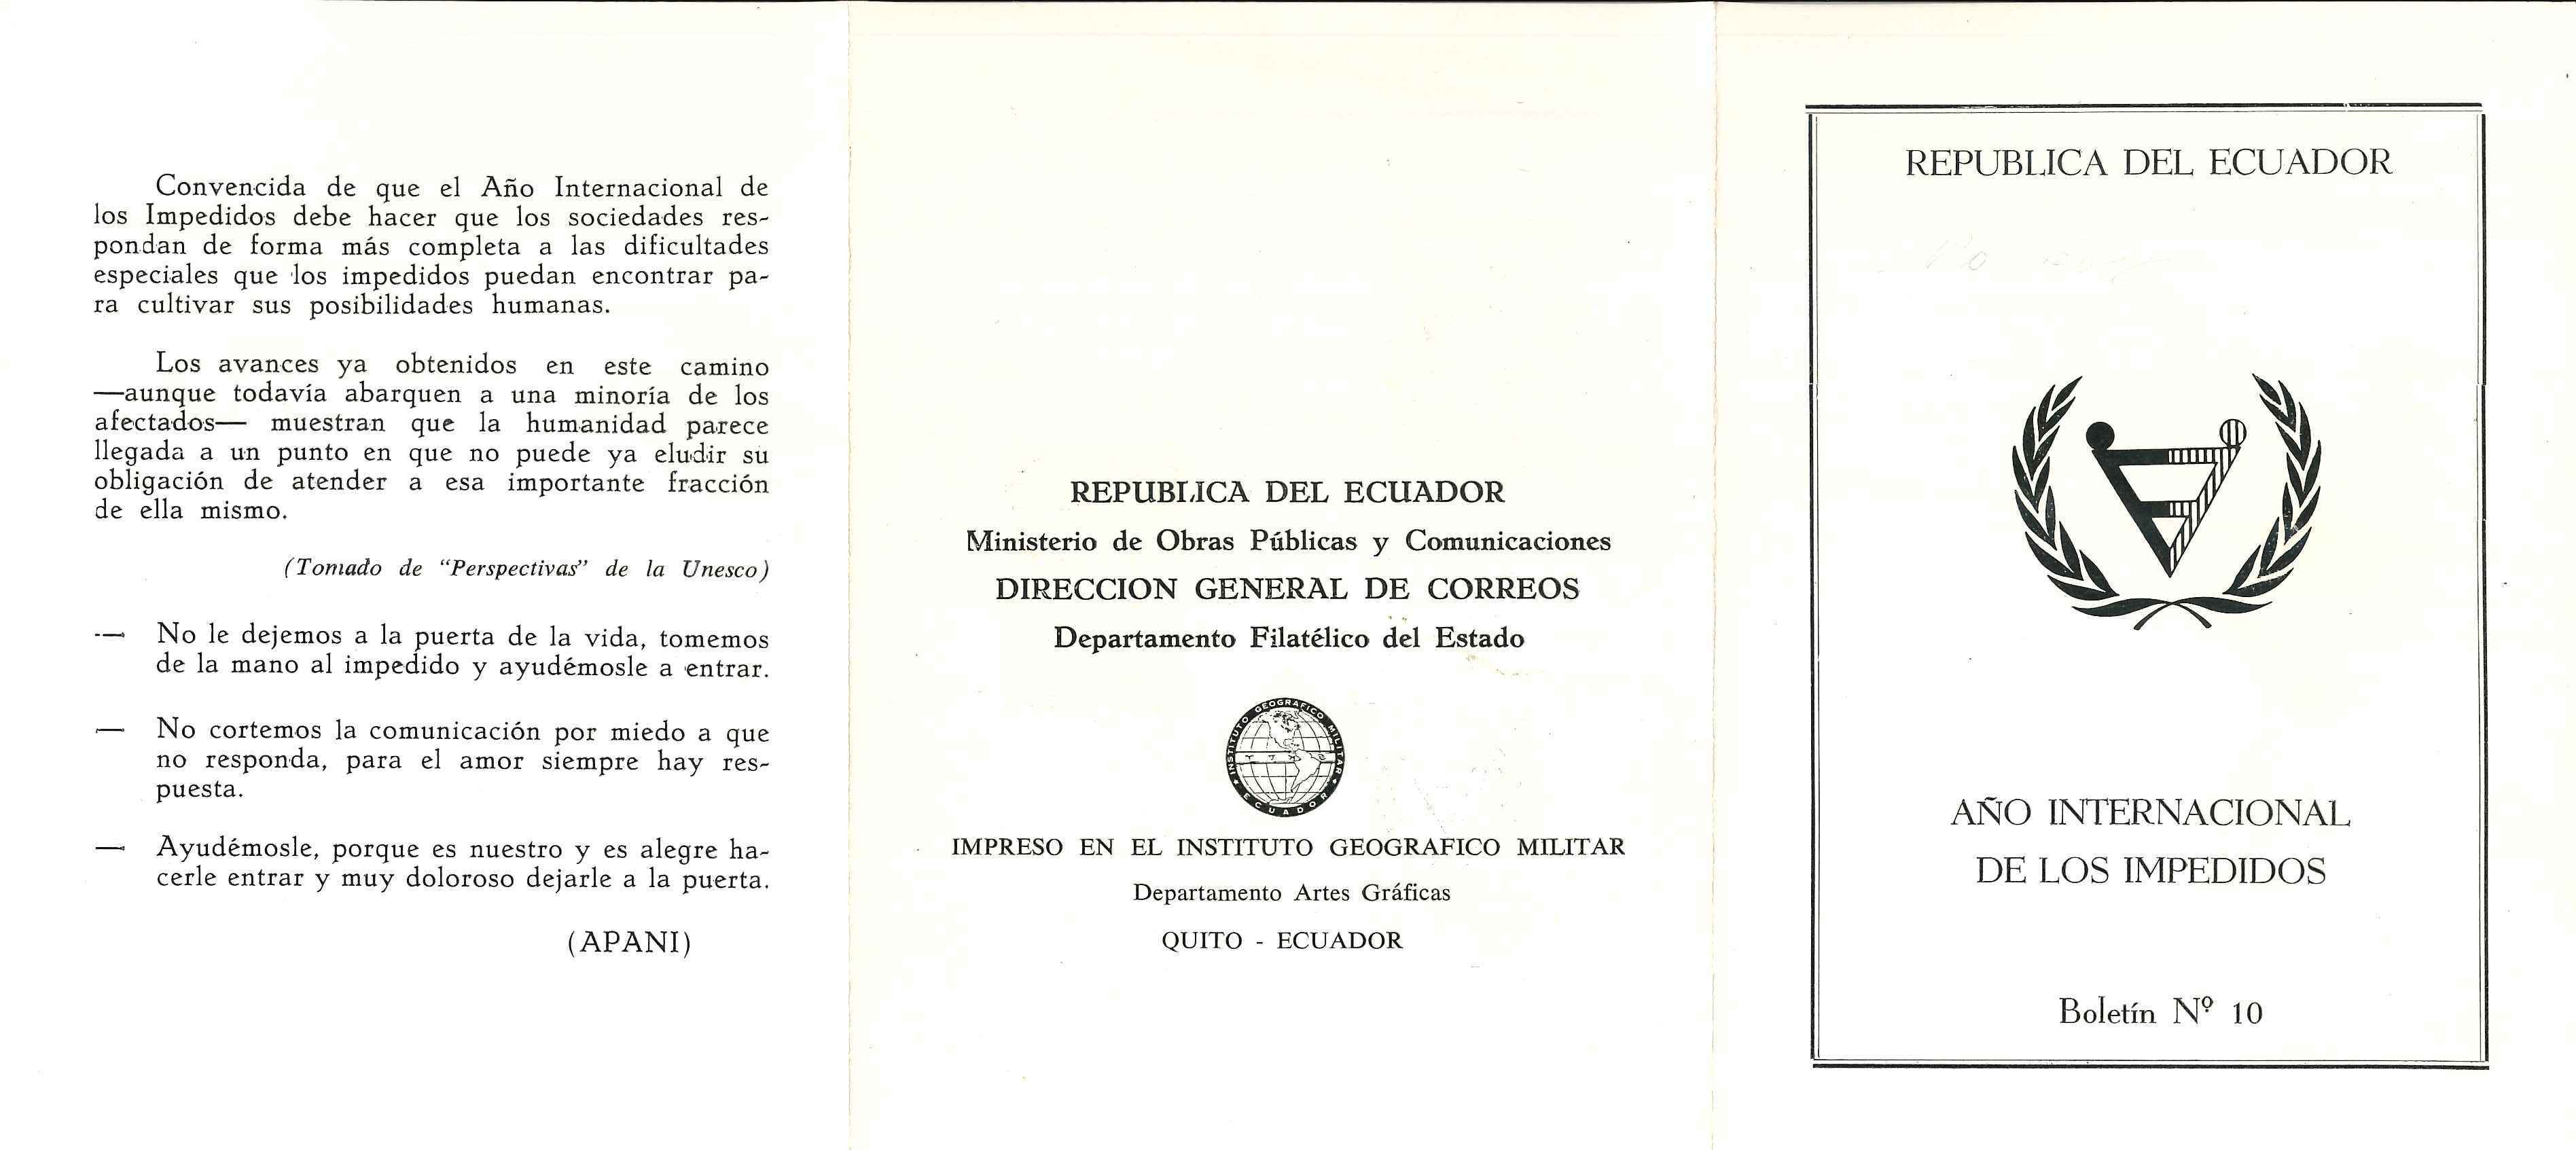 Convencida de que el Año Internacional de
los Impedidos debe hacer que los sociedades res-
pondan de forma más completa a las dificultades
especiales que los impedidos puedan encontrar pa-
ra cultivar sus posibilidades humanas.
Los avances ya obtenidos en este camino
—aunque todavía abarquen a una minoría de los
afectados— muestran que la humanidad parece
llegada a un punto en que no puede ya eludir su
obligación de atender a esa importante fracción
de ella mismo.
(Tomado de “Perspectivas” de la Unesco)
— No le dejemos a la puerta de la vida, tomemos
de la mano al impedido y ayudémosle a entrar.
— No cortemos la comunicación por miedo a que
no responda, para el amor siempre hay res-
puesta.
— Ayudémosle, porque es nuestro y es alegre ha-
cerle entrar y muy doloroso dejarle a la puerta.
(APANI)
REPUBLICA DEL ECUADOR
Ministerio de Obras Públicas y Comunicaciones
DIRECCION GENERAL DE CORREOS
Departamento Filatélico del Estado
INSTITUTO GEOGRAFICO MILITAR
ECUADOR
IMPRESO EN EL INSTITUTO GEOGRAFICO MILITAR
Departamento Artes Gráficas
QUITO - ECUADOR
REPUBLICA DEL ECUADOR
AÑO INTERNACIONAL
DE LOS IMPEDIDOS
Boletín Nº 10